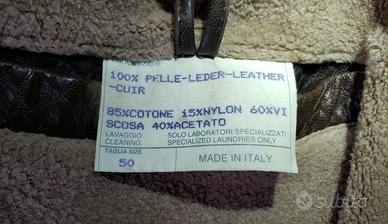 Composizione
100% PELLE-LEDER-LEATHER
-CUIR
85%COTONE 15%NYLON 60%VI
SCOSA 40%ACETATO
LAVAGGIO: SOLO LABORATORI SPECIALIZZATI
CLEANING: SPECIALIZED LAUNDRIES ONLY
TAGLIA SIZE
50 MADE IN ITALY
subito